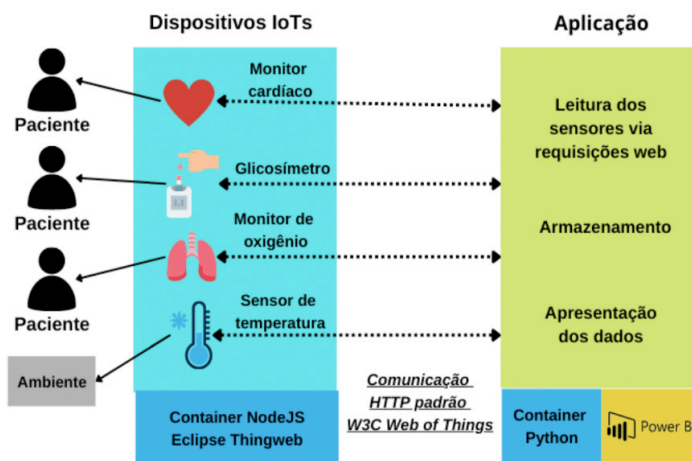 Dispositivos IoTs
Aplicação
Monitor
cardíaco
Paciente
Leitura dos
sensores via
requisições web
Glicosímetro
Paciente
Monitor de
oxigênio
Armazenamento
Paciente
Sensor de
temperatura
Apresentação
dos dados
Ambiente
Comunicação
HTTP padrão
W3C Web of Things
Container NodeJS
Eclipse Thingweb
Container
Python
Power B